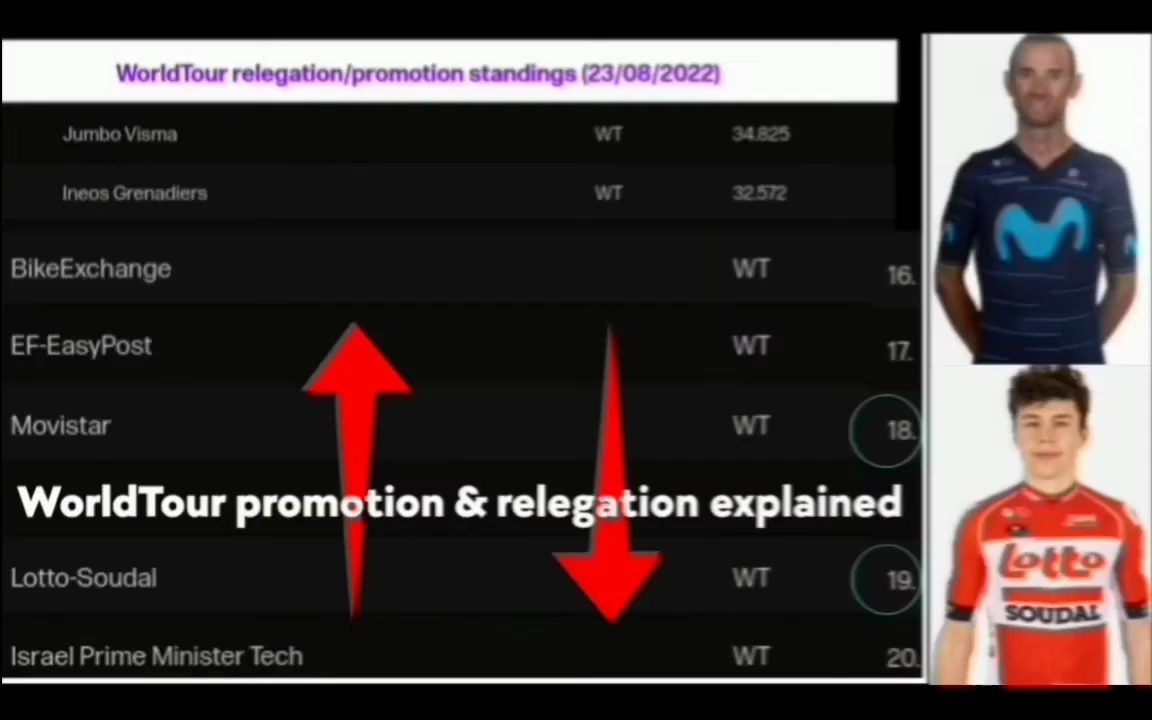 WorldTour relegation/promotion standings (23/08/2022)
Jumbo Visma WT 34.825
Ineos Grenadiers WT 32.572
BikeExchange WT 16.
EF-EasyPost WT 17.
Movistar WT 18.
WorldTour promotion & relegation explained
Lotto-Soudal WT 19.
Israel Prime Minister Tech WT 20.
Lotto
SOUDAL